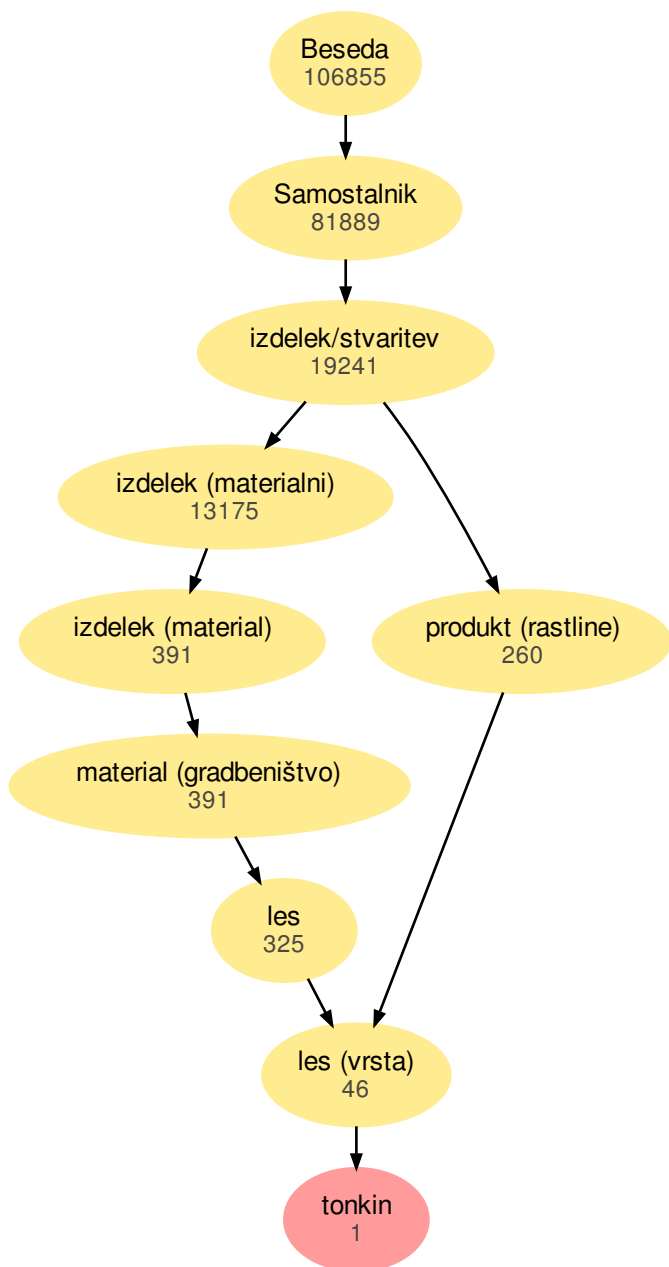 Beseda
106855
Samostalnik
81889
izdelek/stvaritev
19241
izdelek (materialni)
13175
izdelek (material)
391
produkt (rastline)
260
material (gradbeništvo)
391
les
325
les (vrsta)
46
tonkin
1